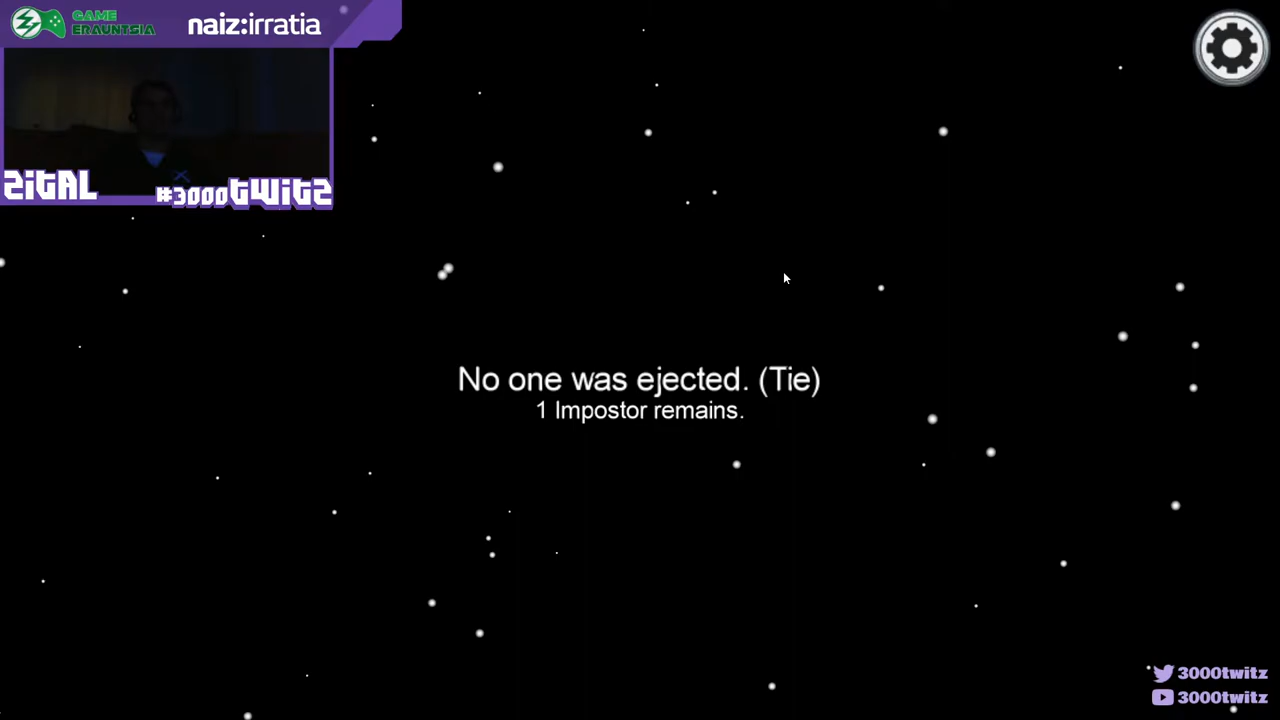 GAME
ERAUNTSIA
naiz:irratia
ZITAL
#3000TWITZ
No one was ejected. (Tie)
1 Impostor remains.
3000twitz
3000twitz